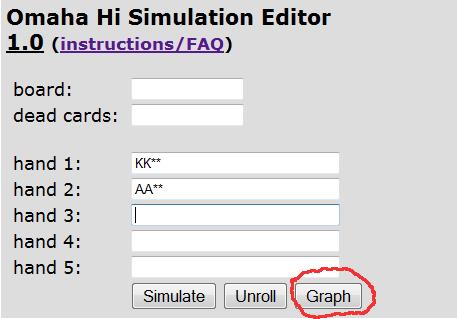 Omaha Hi Simulation Editor
1.0 (instructions/FAQ)
board:
dead cards:
hand 1: KK**
hand 2: AA**
hand 3:
hand 4:
hand 5:
Simulate Unroll Graph